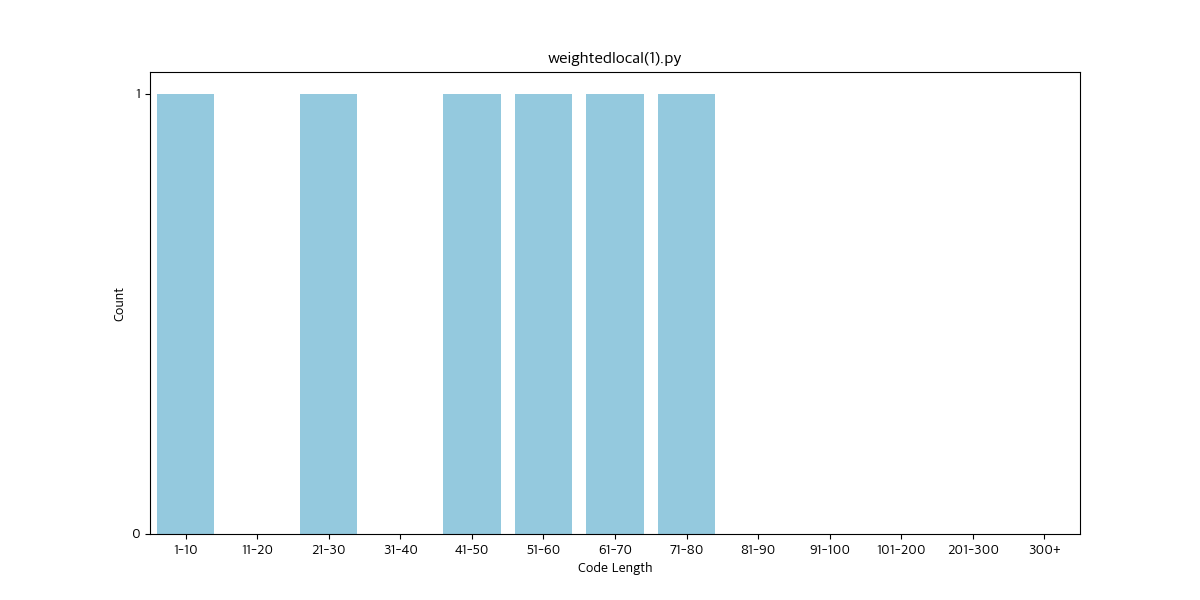 weightedlocal(1).py
1
Count
0
1-10 11-20 21-30 31-40 41-50 51-60 61-70 71-80 81-90 91-100 101-200 201-300 300+
Code Length